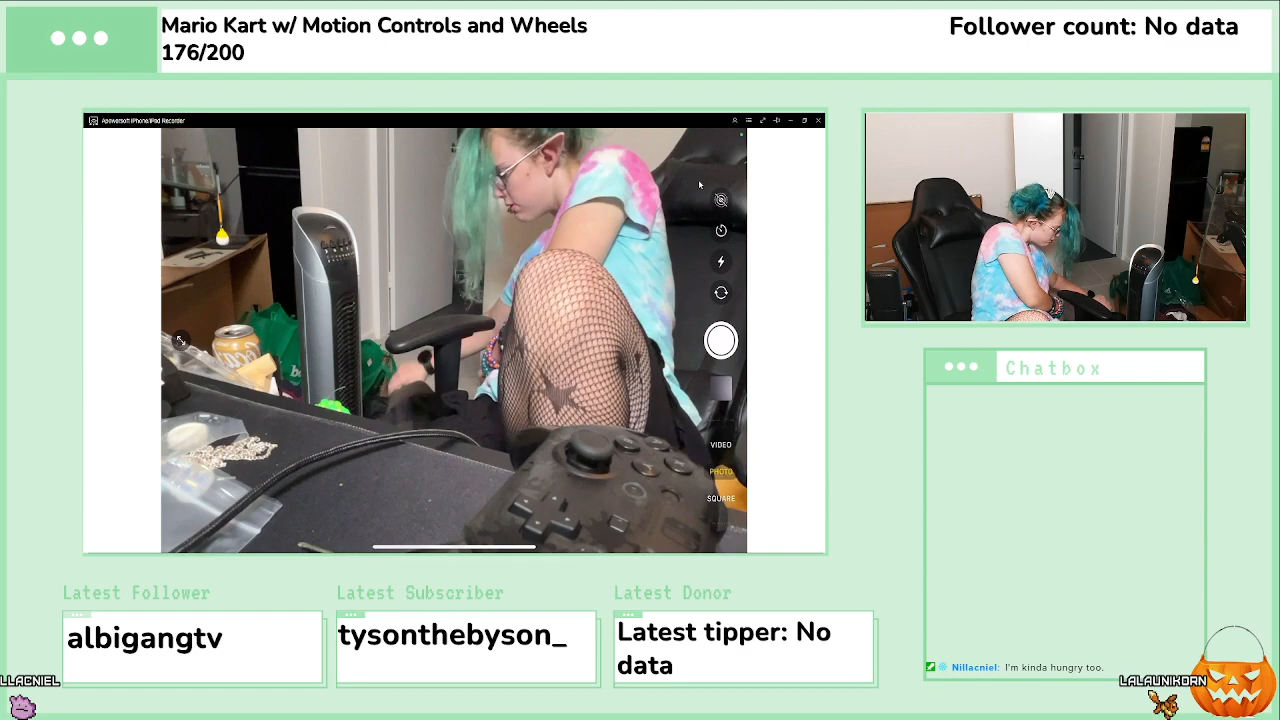 Mario Kart w/ Motion Controls and Wheels
176/200
Follower count: No data
Apowersoft iPhone/iPad Recorder
VIDEO
PHOTO
SQUARE
Chatbox
Nillacniel: I'm kinda hungry too.
Latest Follower
albigangtv
Latest Subscriber
tysonthebyson_
Latest Donor
Latest tipper: No
data
LLACNIEL
LALAUNIKORN